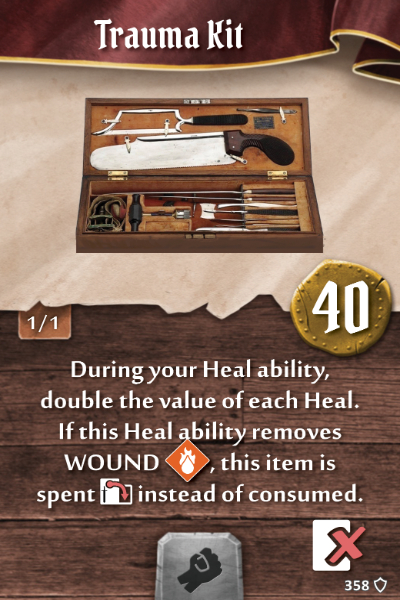 Trauma Kit
40
1/1
During your Heal ability,
double the value of each Heal.
If this Heal ability removes
WOUND , this item is
spent instead of consumed.
358